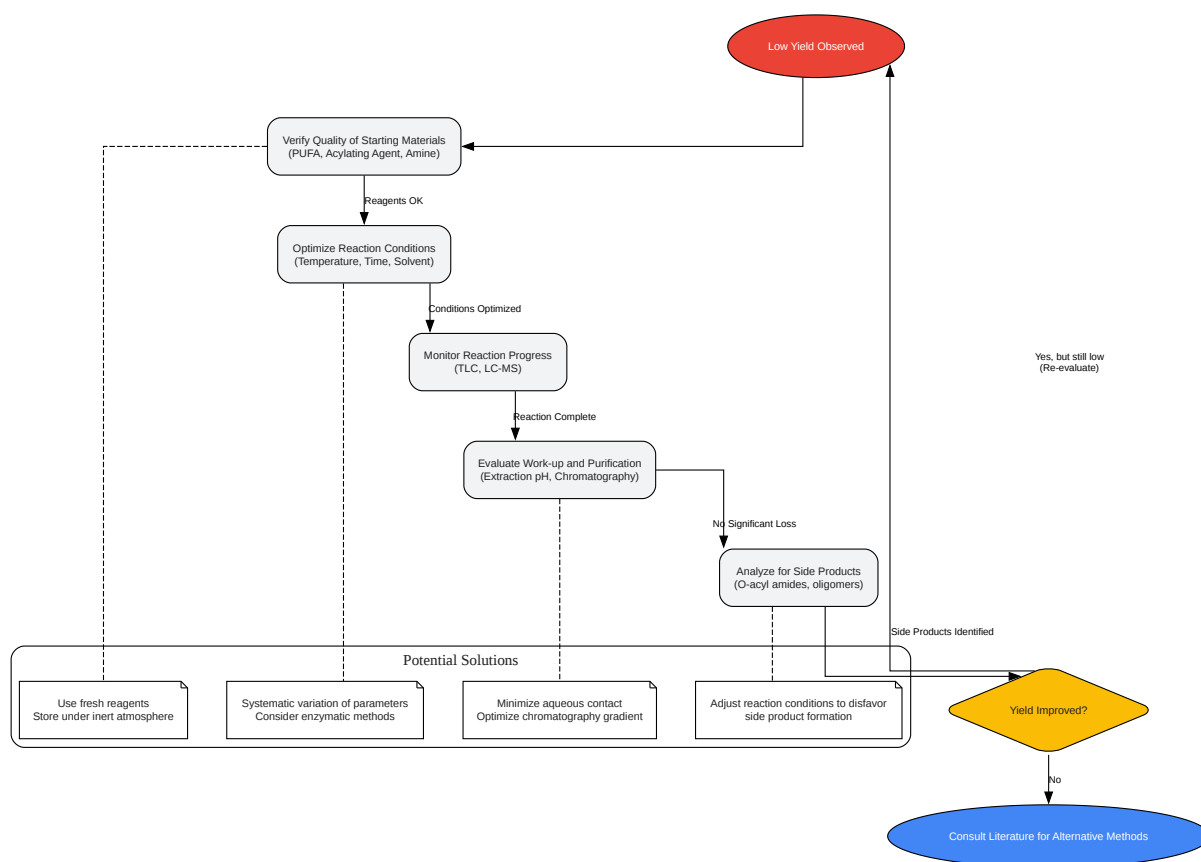 Low Yield Observed
Verify Quality of Starting Materials
(PUFA, Acylating Agent, Amine)
Reagents OK
Optimize Reaction Conditions
(Temperature, Time, Solvent)
Conditions Optimized
Monitor Reaction Progress
(TLC, LC-MS)
Yes, but still low
(Re-evaluate)
Reaction Complete
Evaluate Work-up and Purification
(Extraction pH, Chromatography)
No Significant Loss
Analyze for Side Products
(O-acyl amides, oligomers)
Side Products Identified
Potential Solutions
Use fresh reagents
Store under inert atmosphere
Systematic variation of parameters
Consider enzymatic methods
Minimize aqueous contact
Optimize chromatography gradient
Adjust reaction conditions to disfavor
side product formation
Yield Improved?
No
Consult Literature for Alternative Methods